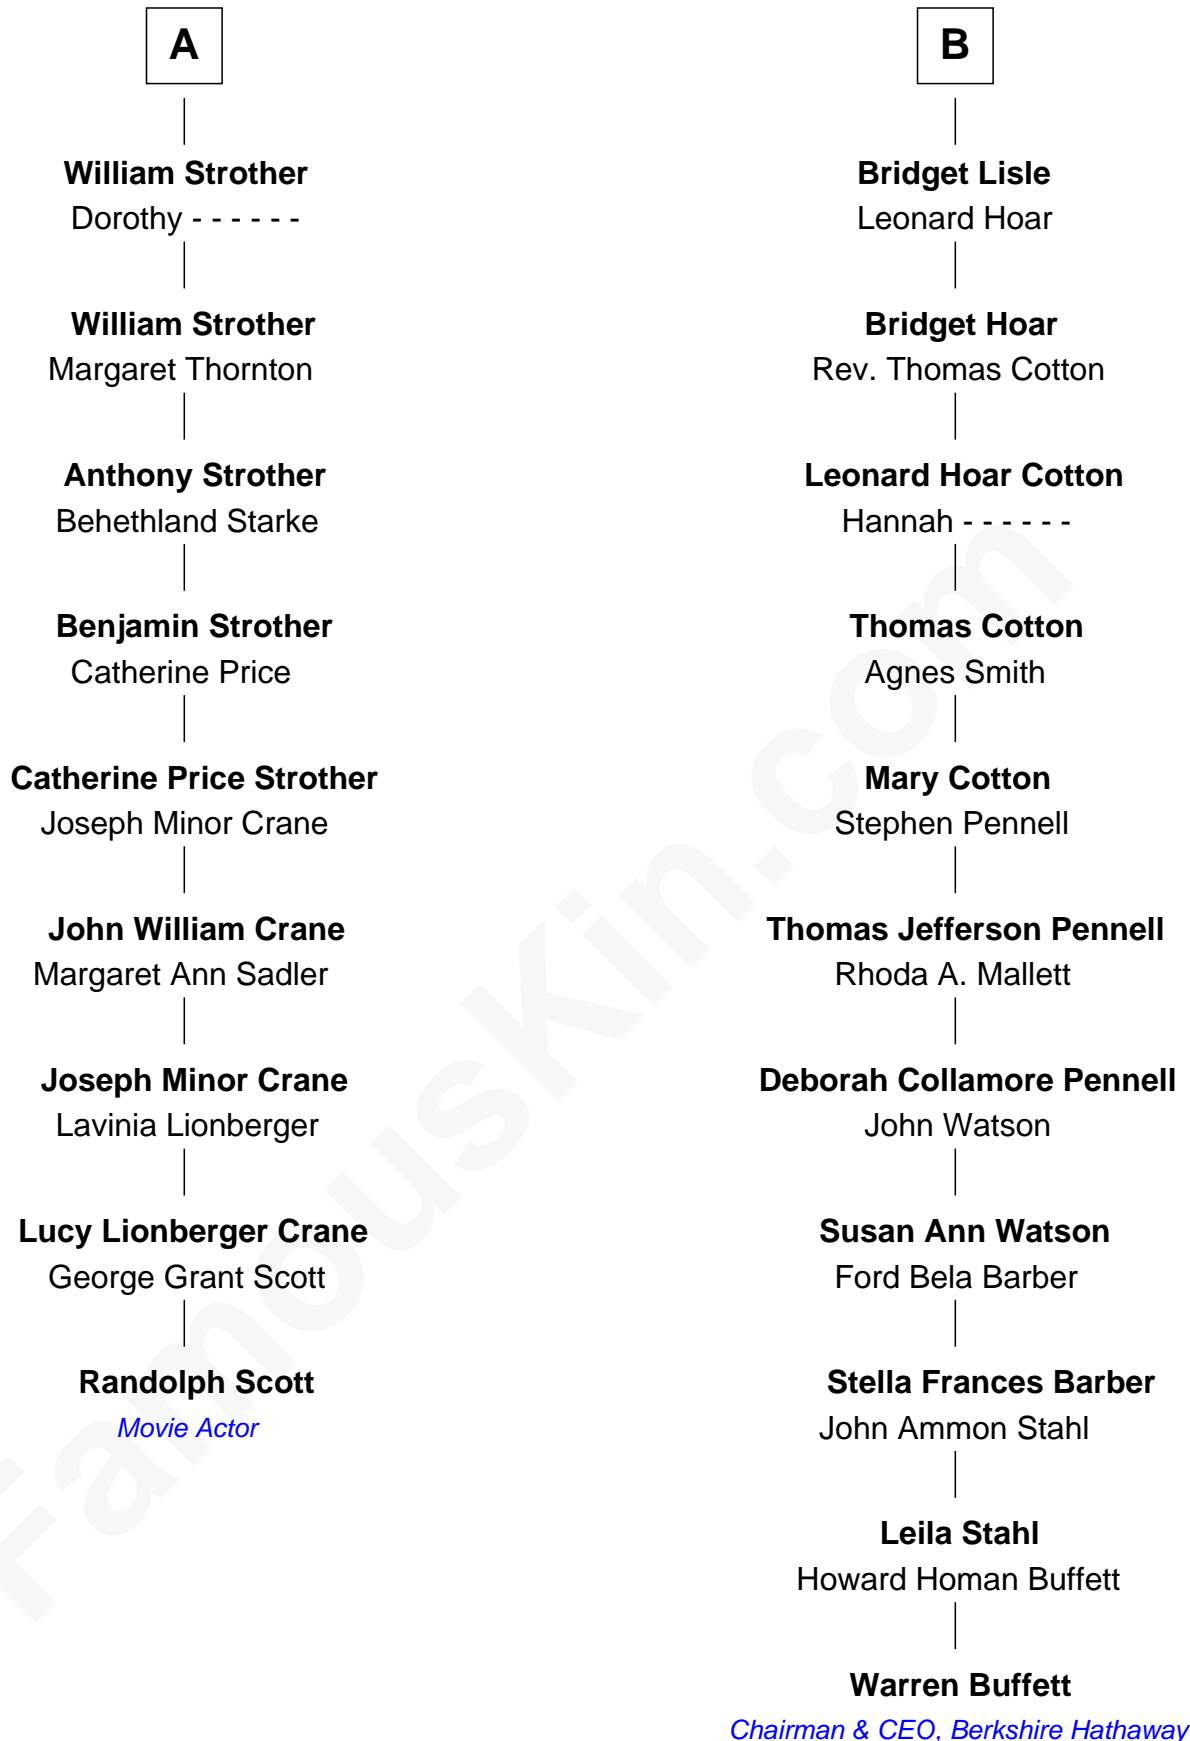 A
William Strother
Dorothy - - - - - -
William Strother
Margaret Thornton
Anthony Strother
Behethland Starke
Benjamin Strother
Catherine Price
Catherine Price Strother
Joseph Minor Crane
John William Crane
Margaret Ann Sadler
Joseph Minor Crane
Lavinia Lionberger
Lucy Lionberger Crane
George Grant Scott
Randolph Scott
Movie Actor
B
Bridget Lisle
Leonard Hoar
Bridget Hoar
Rev. Thomas Cotton
Leonard Hoar Cotton
Hannah - - - - - -
Thomas Cotton
Agnes Smith
Mary Cotton
Stephen Pennell
Thomas Jefferson Pennell
Rhoda A. Mallett
Deborah Collamore Pennell
John Watson
Susan Ann Watson
Ford Bela Barber
Stella Frances Barber
John Ammon Stahl
Leila Stahl
Howard Homan Buffett
Warren Buffett
Chairman & CEO, Berkshire Hathaway
FamousKin.com